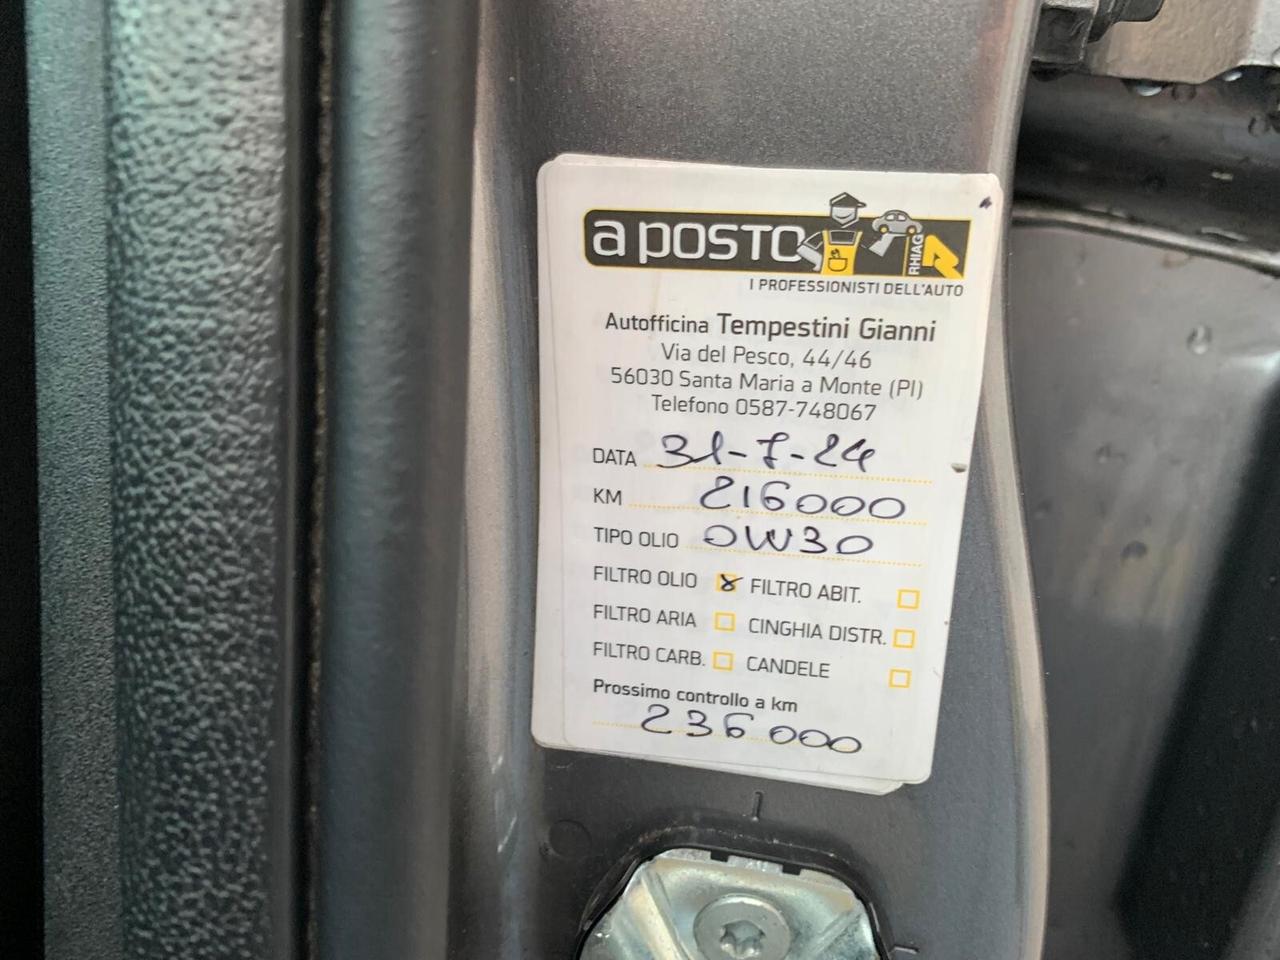 a posto
RHIAG
I PROFESSIONISTI DELL'AUTO
Autofficina Tempestini Gianni
Via del Pesco, 44/46
56030 Santa Maria a Monte (PI)
Telefono 0587-748067
DATA 31-7-24
KM 216000
TIPO OLIO 0W30
FILTRO OLIO x FILTRO ABIT.
FILTRO ARIA CINGHIA DISTR.
FILTRO CARB. CANDELE
Prossimo controllo a km
236000